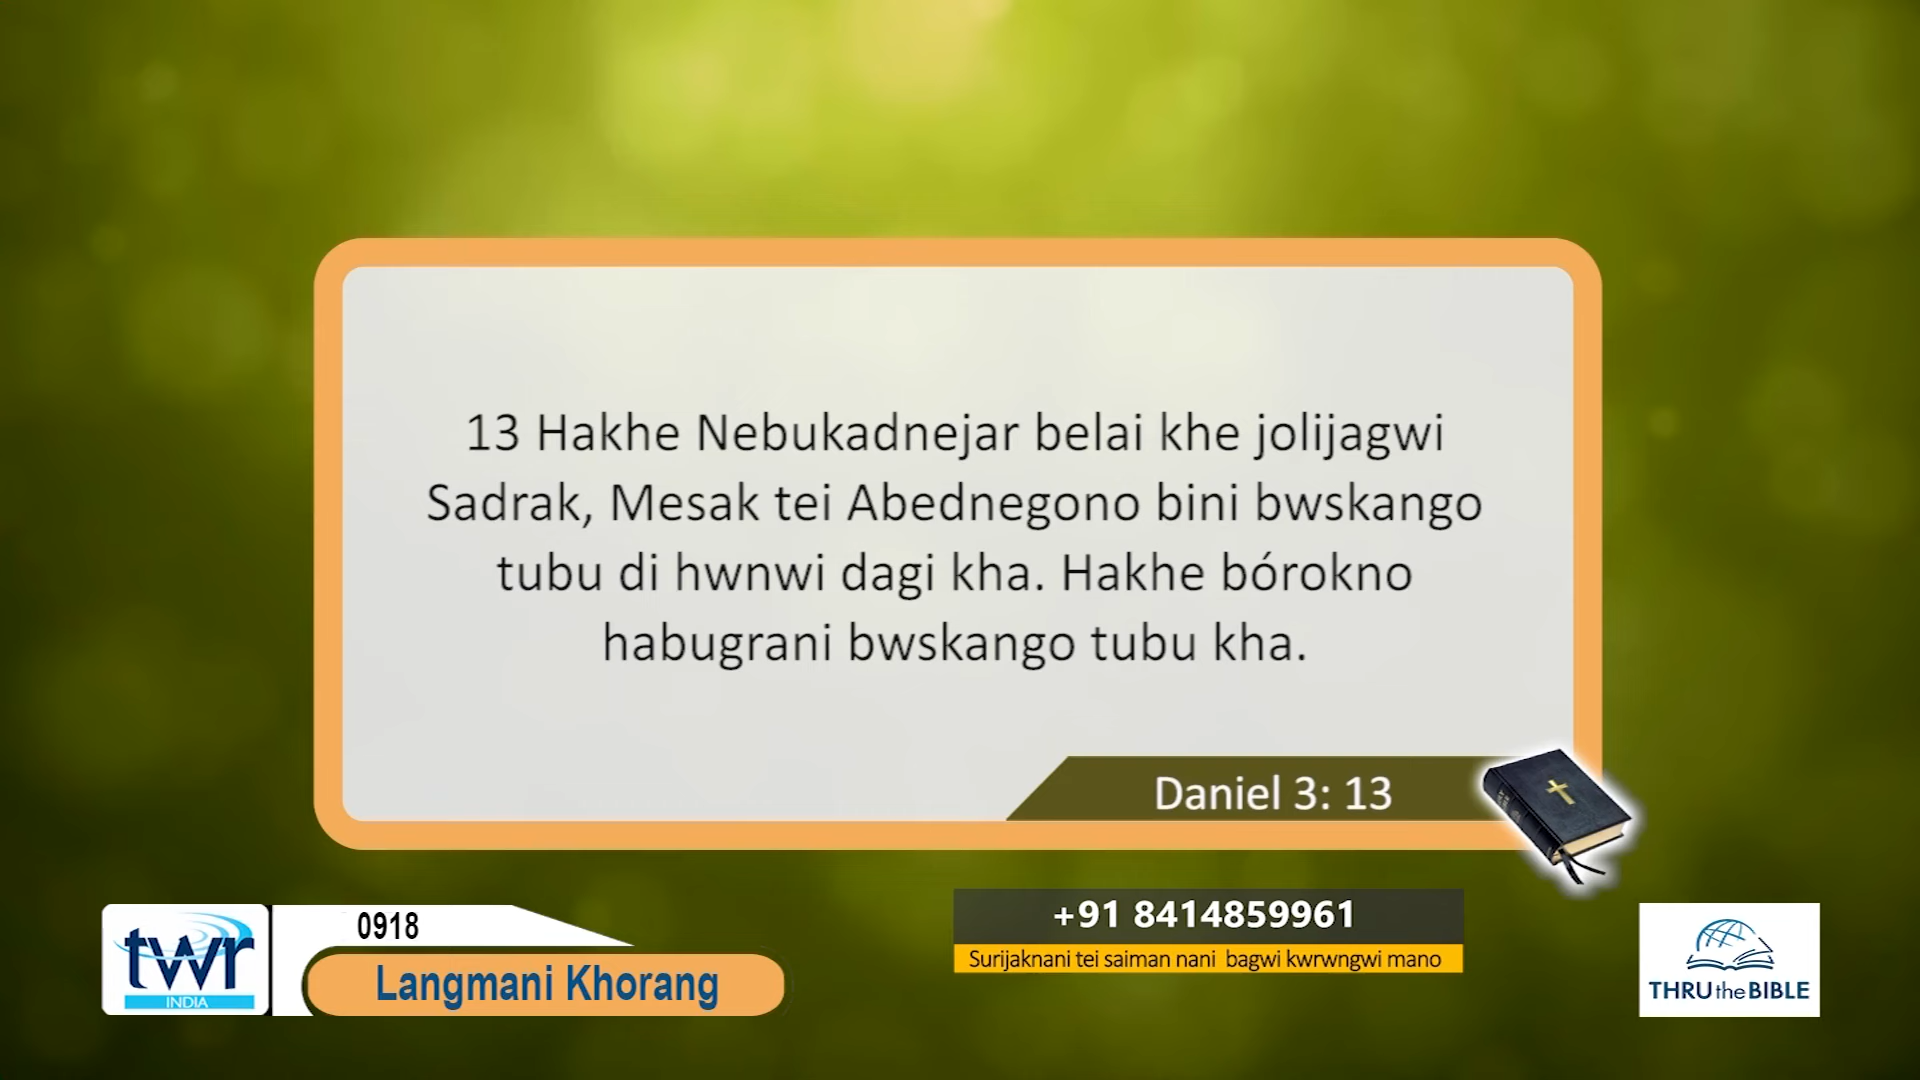 13 Hakhe Nebukadnejar belai khe jolijagwi
Sadrak, Mesak tei Abednegono bini bwskango
tubu di hwnwi dagi kha. Hakhe bórokno
habugrani bwskango tubu kha.
Daniel 3: 13
twr
INDIA
0918
Langmani Khorang
+91 8414859961
Surijaknani tei saiman nani bagwi kwrwngwi mano
THRU the BIBLE